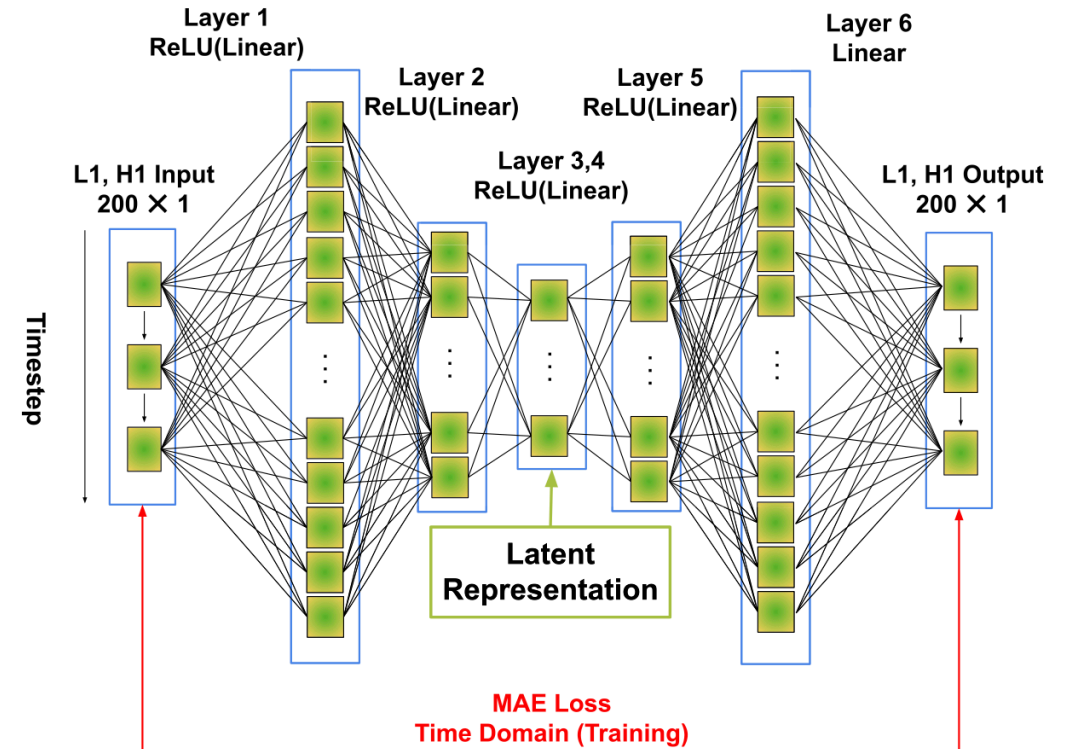 Layer 1
ReLU(Linear)
Layer 2
ReLU(Linear)
Layer 3,4
ReLU(Linear)
Layer 5
ReLU(Linear)
Layer 6
Linear
L1, H1 Input
200 × 1
L1, H1 Output
200 × 1
Timestep
Latent
Representation
MAE Loss
Time Domain (Training)